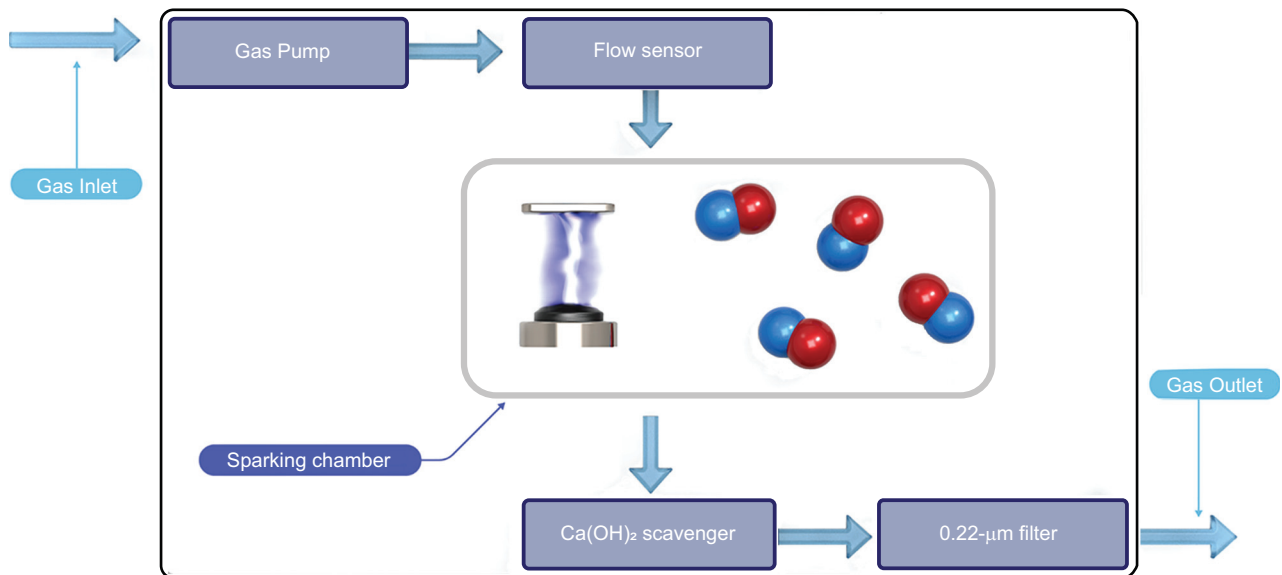 Gas Pump
Flow sensor
Gas Inlet
Gas Outlet
Sparking chamber
Ca(OH)₂ scavenger
0.22-μm filter